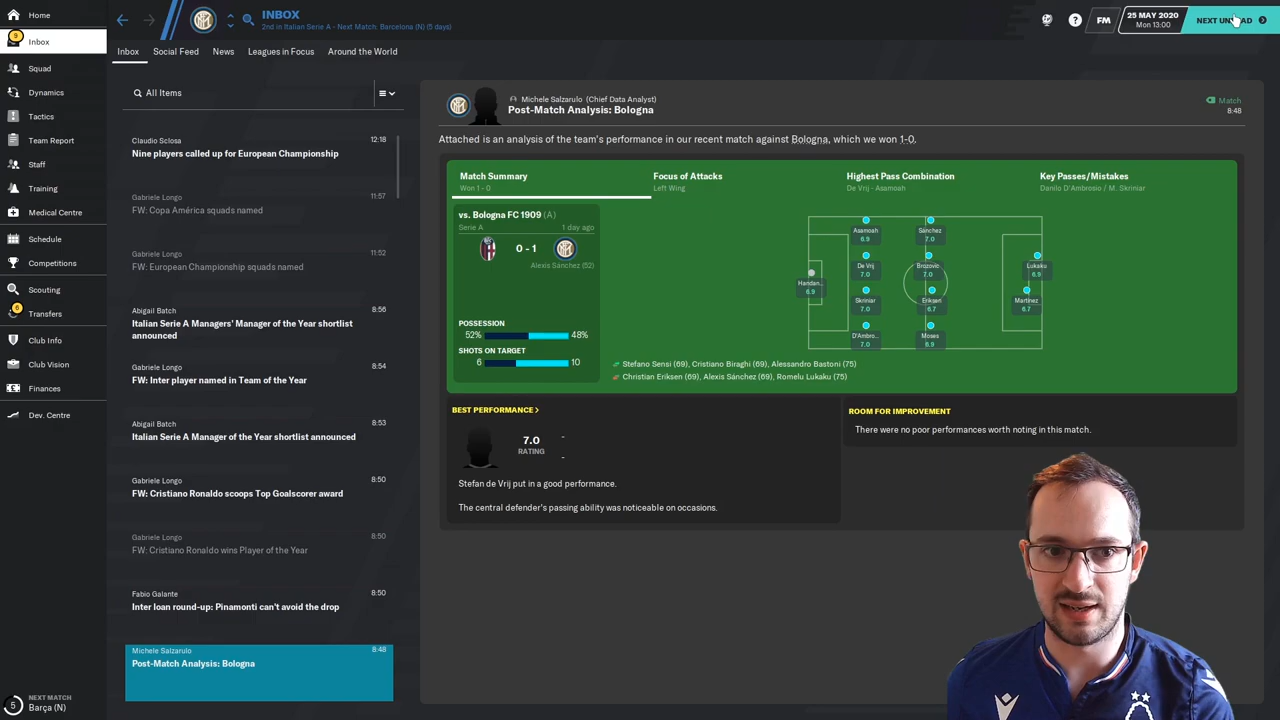 Home
INBOX
2nd in Italian Serie A - Next Match: Barcelona (N) (5 days)
FM
25 MAY 2020
Mon 13:00
9
Inbox
Inbox
Social Feed
News
Leagues in Focus
Around the World
Squad
Dynamics
Tactics
Team Report
Staff
Training
Medical Centre
Schedule
Competitions
Scouting
6
Transfers
Club Info
Club Vision
Finances
Dev. Centre
5
NEXT MATCH
Barça (N)
All Items
Claudio Sclosa
12:18
Nine players called up for European Championship
Gabriele Longo
11:57
FW: Copa América squads named
Gabriele Longo
11:52
FW: European Championship squads named
Abigail Batch
8:56
Italian Serie A Managers' Manager of the Year shortlist
announced
Gabriele Longo
8:54
FW: Inter player named in Team of the Year
Abigail Batch
8:53
Italian Serie A Manager of the Year shortlist announced
Gabriele Longo
8:50
FW: Cristiano Ronaldo scoops Top Goalscorer award
Gabriele Longo
8:50
FW: Cristiano Ronaldo wins Player of the Year
Fabio Galante
8:50
Inter loan round-up: Pinamonti can't avoid the drop
Michele Salzarulo
8:48
Post-Match Analysis: Bologna
Michele Salzarulo (Chief Data Analyst)
Post-Match Analysis: Bologna
Match
8:48
Attached is an analysis of the team's performance in our recent match against Bologna, which we won 1-0.
Match Summary
Won 1 - 0
Focus of Attacks
Left Wing
Highest Pass Combination
De Vrij - Asamoah
Key Passes/Mistakes
Danilo D'Ambrosio / M. Skriniar
vs. Bologna FC 1909 (A)
Serie A
1 day ago
0 - 1
Alexis Sánchez (52)
POSSESSION
52%
48%
SHOTS ON TARGET
6
10
Asamoah
6.9
Sánchez
7.0
De Vrij
7.0
Brozovic
7.0
Lukaku
6.9
Handan...
6.9
Skriniar
7.0
Eriksen
6.7
Martínez
6.7
D'Ambro...
7.0
Moses
6.9
Stefano Sensi (69), Cristiano Biraghi (69), Alessandro Bastoni (75)
Christian Eriksen (69), Alexis Sánchez (69), Romelu Lukaku (75)
BEST PERFORMANCE
7.0
RATING
-
-
Stefan de Vrij put in a good performance.
The central defender's passing ability was noticeable on occasions.
ROOM FOR IMPROVEMENT
There were no poor performances worth noting in this match.